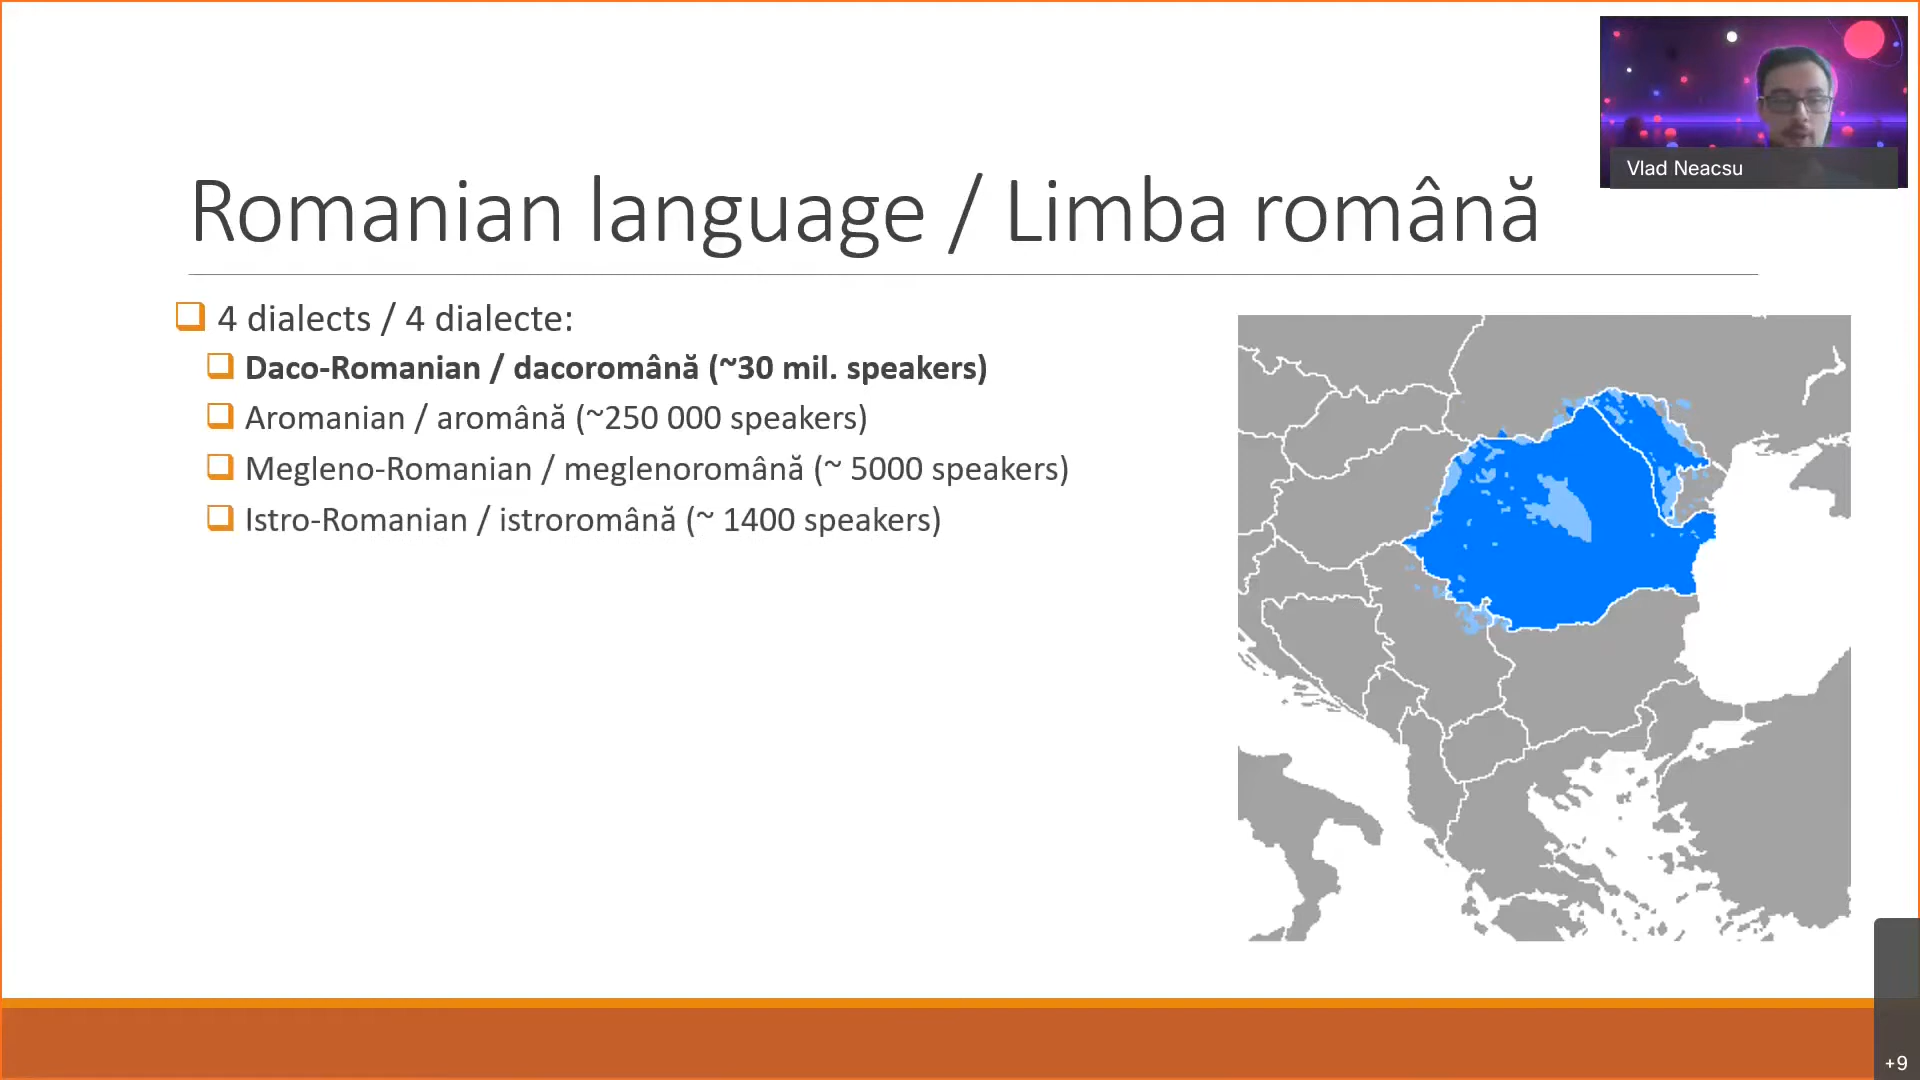 Vlad Neacsu
Romanian language / Limba română
4 dialects / 4 dialecte:
Daco-Romanian / dacoromână (~30 mil. speakers)
Aromanian / aromână (~250 000 speakers)
Megleno-Romanian / meglenoromână (~ 5000 speakers)
Istro-Romanian / istroromână (~ 1400 speakers)
+9